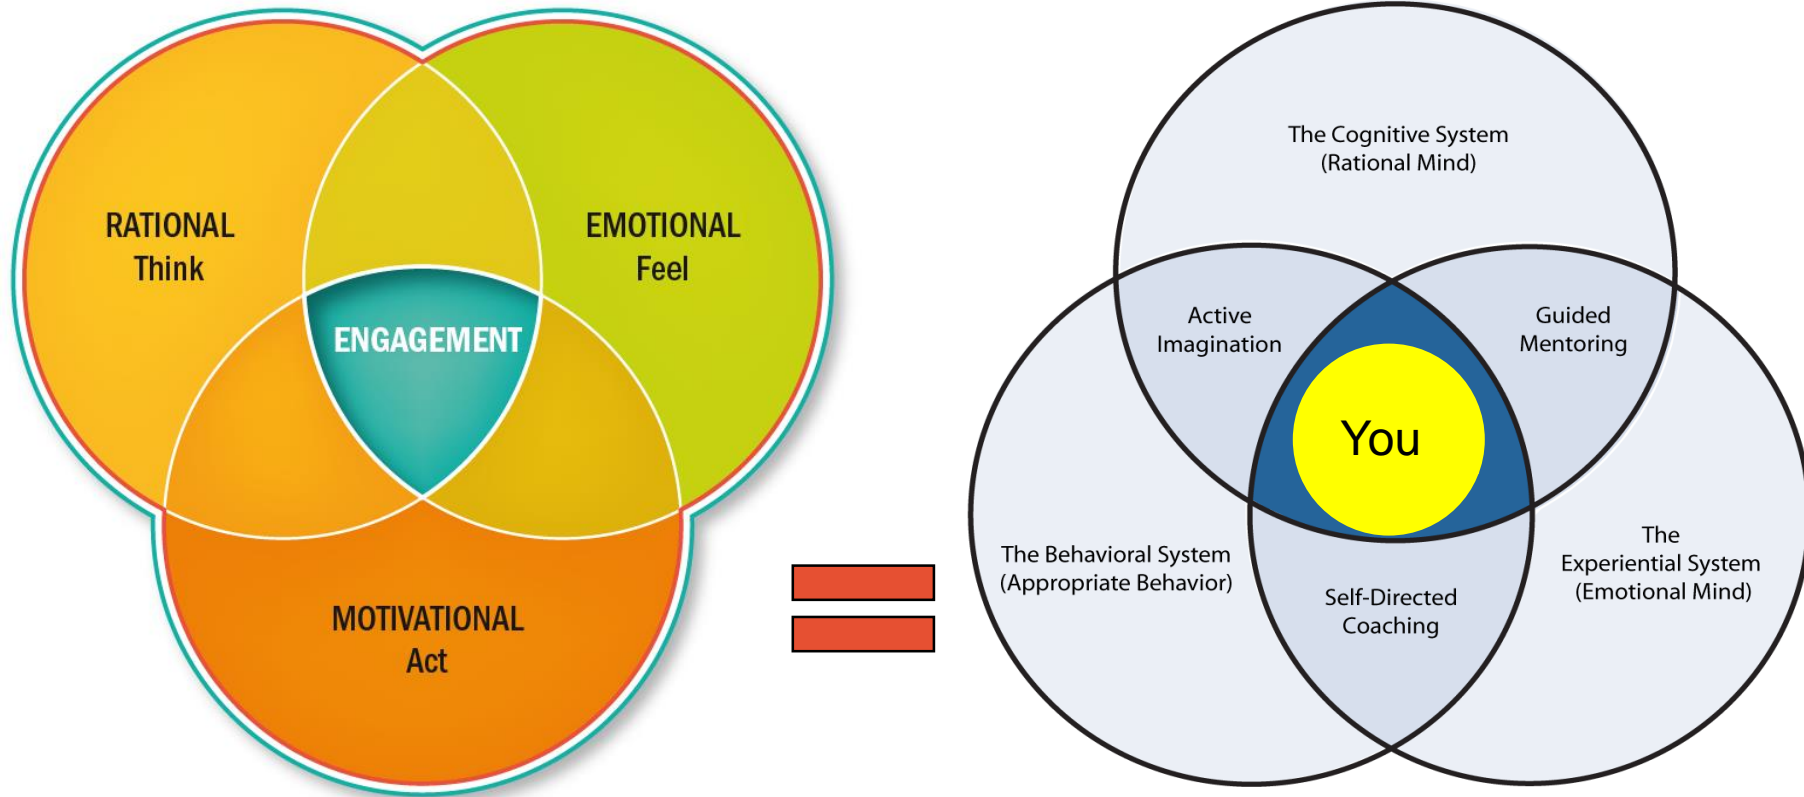 RATIONAL
Think
EMOTIONAL
Feel
ENGAGEMENT
MOTIVATIONAL
Act
The Cognitive System
(Rational Mind)
Active
Imagination
Guided
Mentoring
You
The Behavioral System
(Appropriate Behavior)
The
Experiential System
(Emotional Mind)
Self-Directed
Coaching